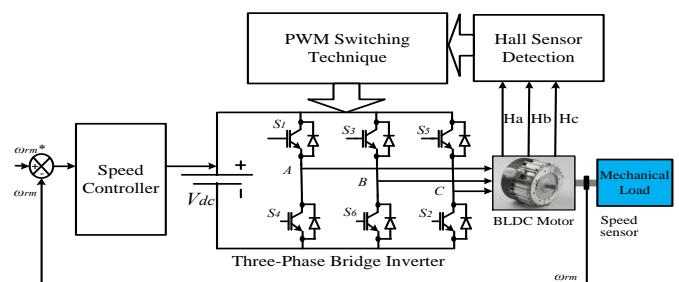 PWM Switching
Technique
Hall Sensor
Detection
Ha
Hb
Hc
S1
S3
S5
ωrm*
+
-
ωrm
Speed
Controller
+
Vdc
A
B
C
S4
S6
S2
Mechanical
Load
BLDC Motor
Speed
sensor
Three-Phase Bridge Inverter
ωrm